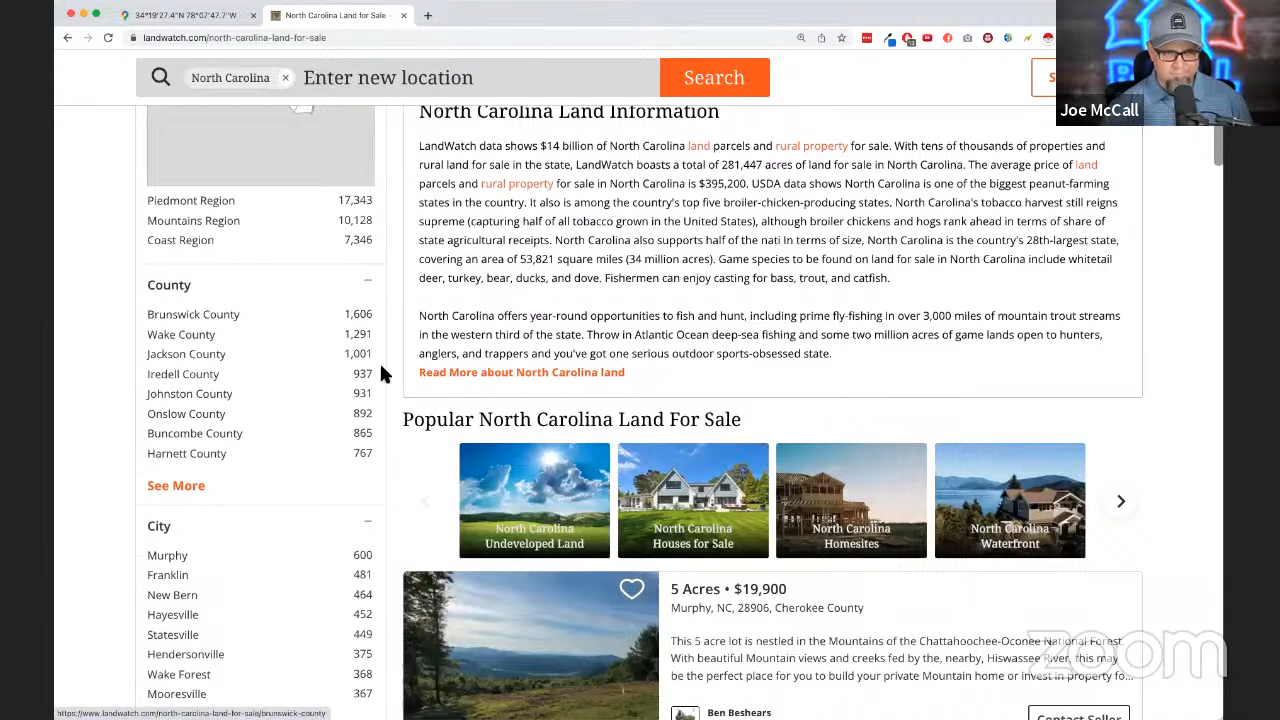 34°19'27.4"N 78°07'47.7"W
North Carolina Land for Sale
landwatch.com/north-carolina-land-for-sale
North Carolina
Enter new location
Search
Joe McCall
Piedmont Region 17,343
Mountains Region 10,128
Coast Region 7,346
County
Brunswick County 1,606
Wake County 1,291
Jackson County 1,001
Iredell County 937
Johnston County 931
Onslow County 892
Buncombe County 865
Harnett County 767
See More
City
Murphy 600
Franklin 481
New Bern 464
Hayesville 452
Statesville 449
Hendersonville 375
Wake Forest 368
Mooresville 367
https://www.landwatch.com/north-carolina-land-for-sale/brunswick-county
North Carolina Land Information
LandWatch data shows $14 billion of North Carolina land parcels and rural property for sale. With tens of thousands of properties and
rural land for sale in the state, LandWatch boasts a total of 281,447 acres of land for sale in North Carolina. The average price of land
parcels and rural property for sale in North Carolina is $395,200. USDA data shows North Carolina is one of the biggest peanut-farming
states in the country. It also is among the country's top five broiler-chicken-producing states. North Carolina's tobacco harvest still reigns
supreme (capturing half of all tobacco grown in the United States), although broiler chickens and hogs rank ahead in terms of share of
state agricultural receipts. North Carolina also supports half of the nati In terms of size, North Carolina is the country's 28th-largest state,
covering an area of 53,821 square miles (34 million acres). Game species to be found on land for sale in North Carolina include whitetail
deer, turkey, bear, ducks, and dove. Fishermen can enjoy casting for bass, trout, and catfish.
North Carolina offers year-round opportunities to fish and hunt, including prime fly-fishing in over 3,000 miles of mountain trout streams
in the western third of the state. Throw in Atlantic Ocean deep-sea fishing and some two million acres of game lands open to hunters,
anglers, and trappers and you've got one serious outdoor sports-obsessed state.
Read More about North Carolina land
Popular North Carolina Land For Sale
North Carolina
Undeveloped Land
North Carolina
Houses for Sale
North Carolina
Homesites
North Carolina
Waterfront
5 Acres • $19,900
Murphy, NC, 28906, Cherokee County
This 5 acre lot is nestled in the Mountains of the Chattahoochee-Oconee National Forest.
With beautiful Mountain views and creeks fed by the, nearby, Hiswassee River, this may
be the perfect place for you to build your private Mountain home or invest in property fo...
Ben Beshears
Contact Seller
zoom